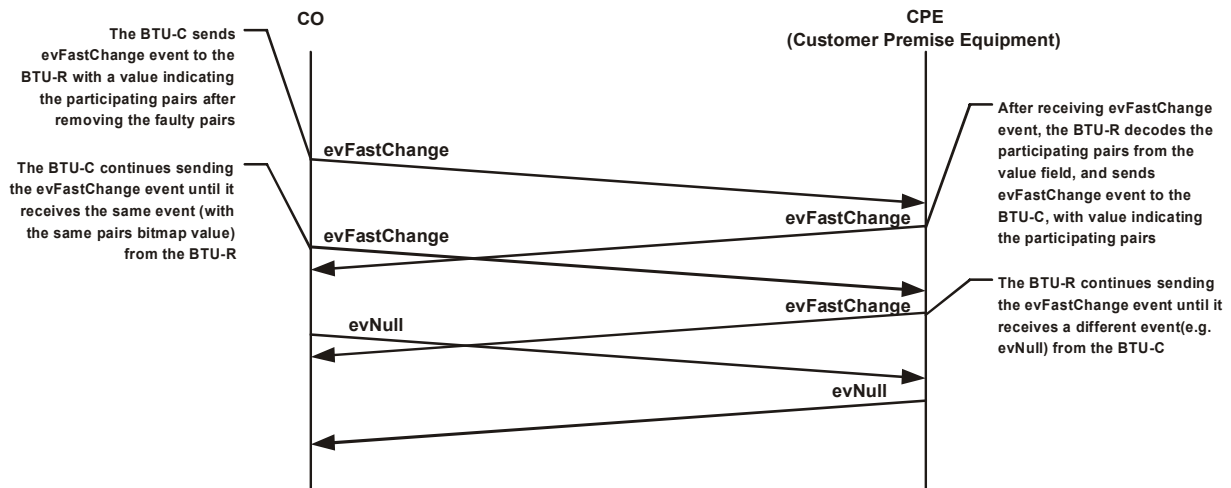 CO
CPE
(Customer Premise Equipment)
The BTU-C sends
evFastChange event to the
BTU-R with a value indicating
the participating pairs after
removing the faulty pairs
evFastChange
After receiving evFastChange
event, the BTU-R decodes the
participating pairs from the
value field, and sends
evFastChange event to the
BTU-C, with value indicating
the participating pairs
The BTU-C continues sending
the evFastChange event until it
receives the same event (with
the same pairs bitmap value)
from the BTU-R
evFastChange
evFastChange
The BTU-R continues sending
the evFastChange event until it
receives a different event(e.g.
evNull) from the BTU-C
evFastChange
evNull
evNull